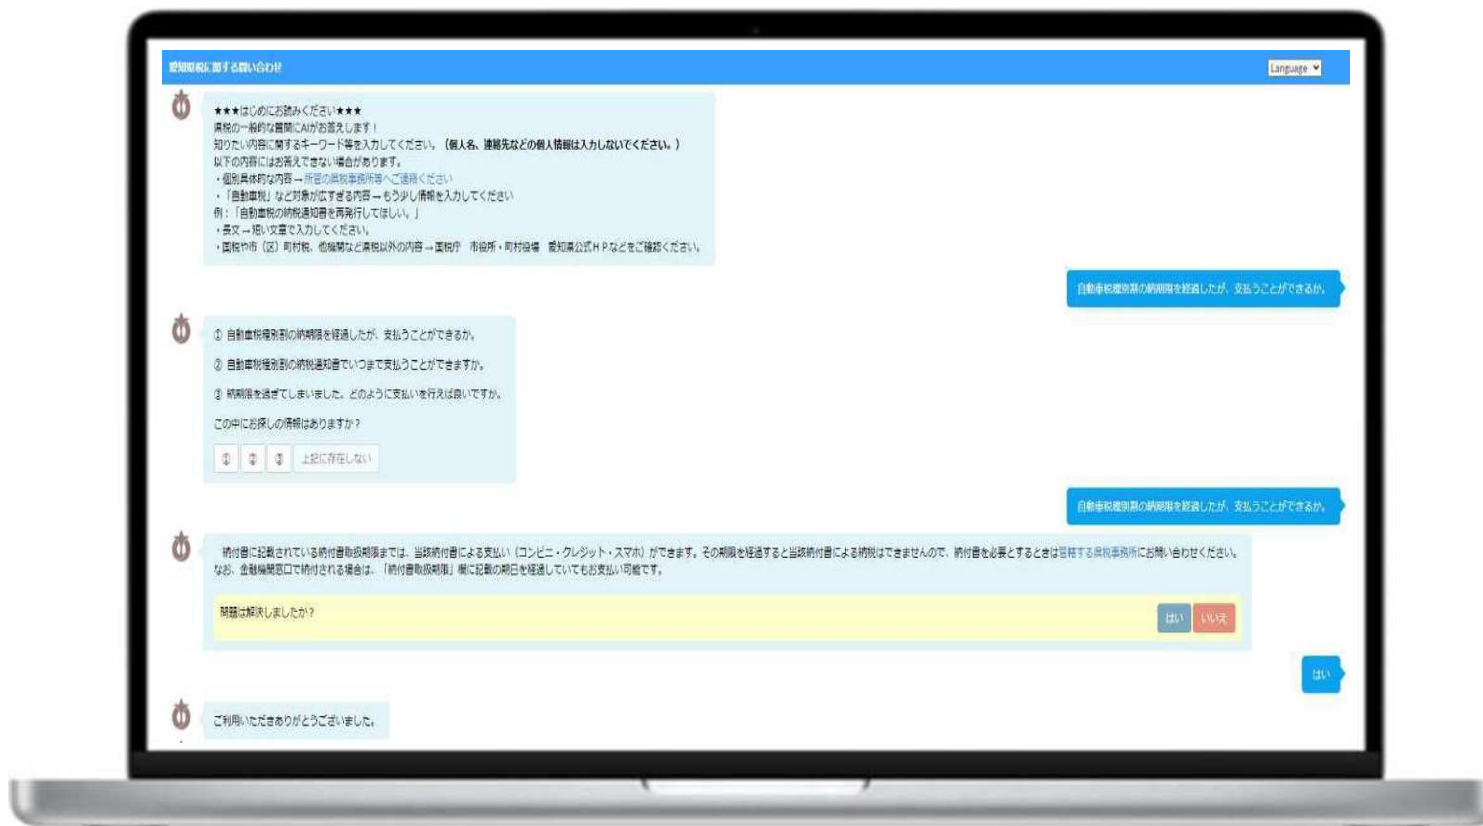 愛知県税に関する問い合わせ
Language
★★★はじめにお読みください★★★
県税の一般的な質問にAIがお答えします！
知りたい内容に関するキーワード等を入力してください。（個人名、連絡先などの個人情報は入力しないでください。）
以下の内容にはお答えできない場合があります。
・個別具体的な内容→所管の県税事務所等へご連絡ください
・「自動車税」など対象が広すぎる内容→もう少し情報を入力してください
例：「自動車税の納税通知書を再発行してほしい。」
・長文→短い文章で入力してください。
・国税や市（区）町村税、他機関など県税以外の内容→国税庁　市役所・町村役場　愛知県公式ＨＰなどをご確認ください。
自動車税種別割の納期限を経過したが、支払うことができるか。
① 自動車税種別割の納期限を経過したが、支払うことができるか。
② 自動車税種別割の納税通知書でいつまで支払うことができますか。
③ 納期限を過ぎてしまいました。どのように支払いを行えば良いですか。
この中にお探しの情報はありますか？
① ② ③ 上記に存在しない
自動車税種別割の納期限を経過したが、支払うことができるか。
納付書に記載されている納付書取扱期限までは、当該納付書による支払い（コンビニ・クレジット・スマホ）ができます。その期限を経過すると当該納付書による納税はできませんので、納付書を必要とするときは管轄する県税事務所にお問い合わせください。
なお、金融機関窓口で納付される場合は、「納付書取扱期限」欄に記載の期日を経過していてもお支払い可能です。
問題は解決しましたか？
はい いいえ
はい
ご利用いただきありがとうございました。